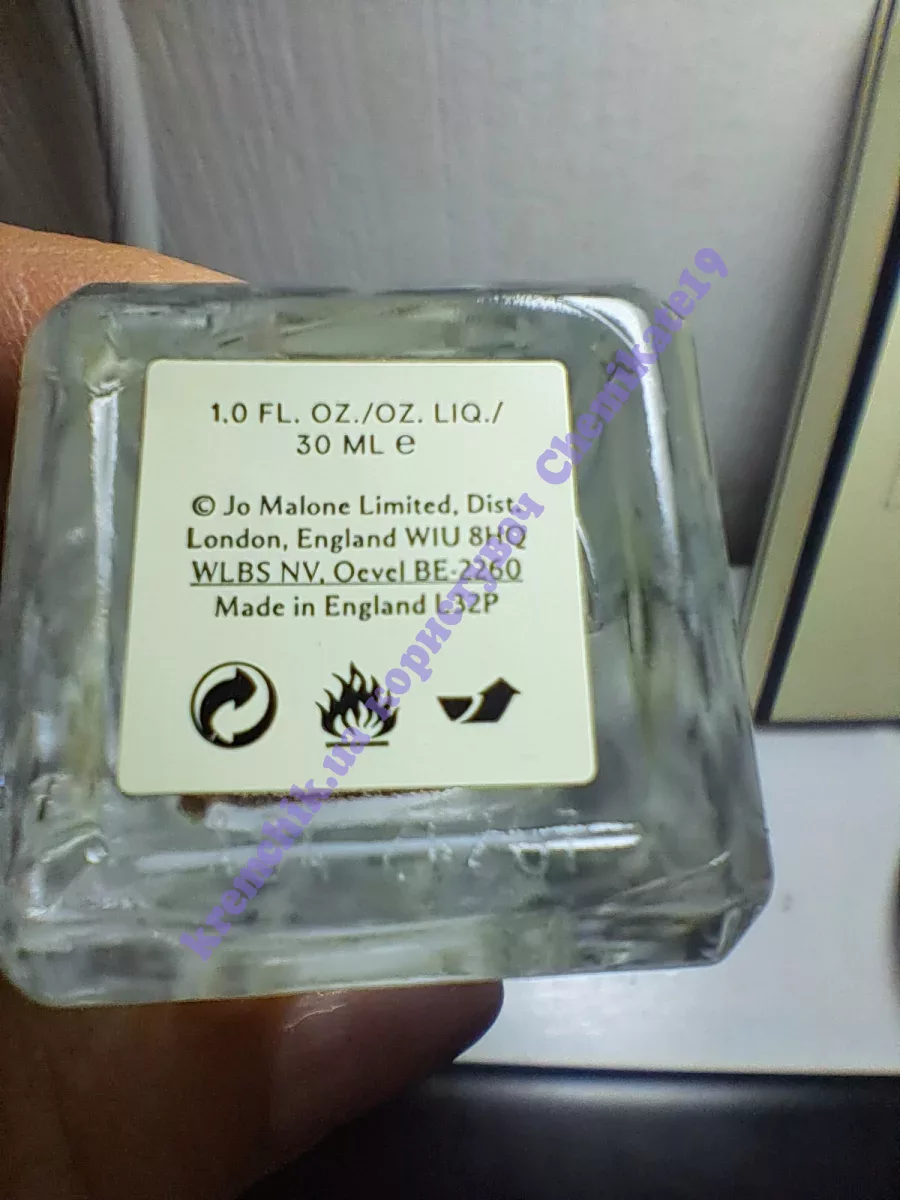 1.0 FL. OZ./OZ. LIQ./
30 ML e
© Jo Malone Limited, Dist.
London, England W1U 8HQ
WLBS NV, Oevel BE-2260
Made in England L32P
kremchik.ua користувач Chemikate19